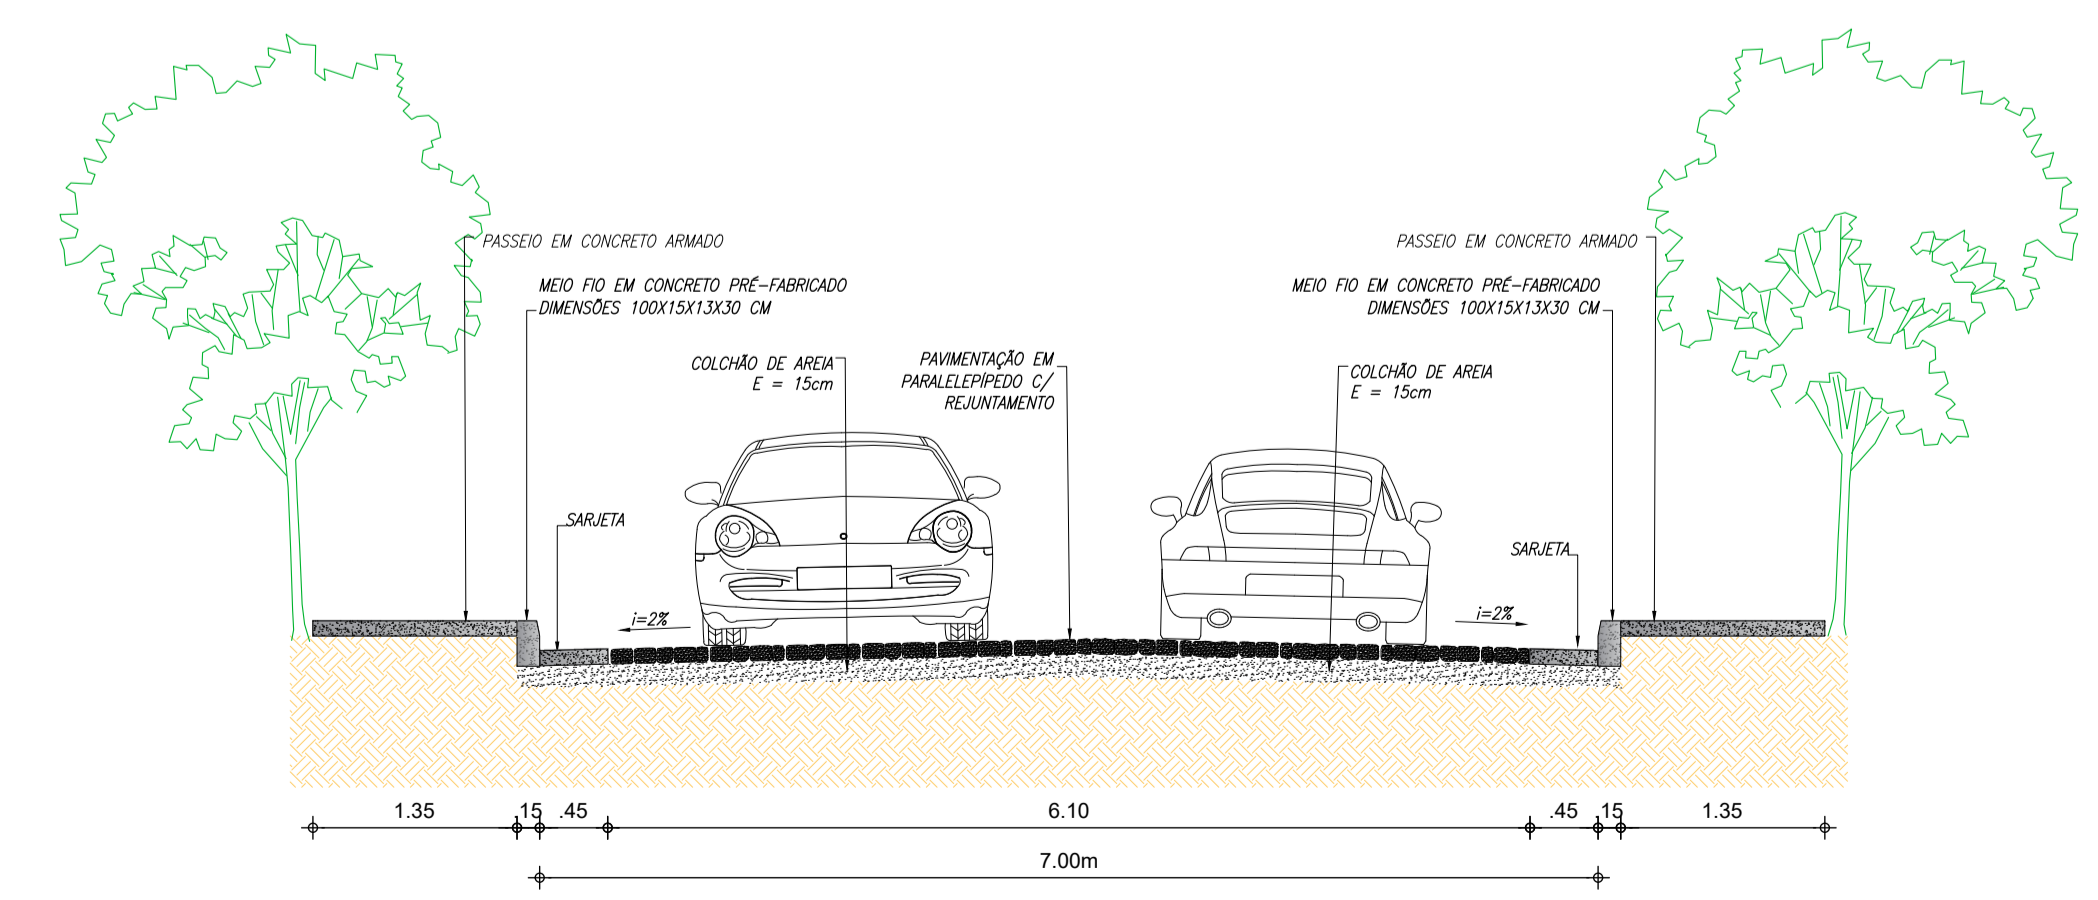 PASSEIO EM CONCRETO ARMADO
PASSEIO EM CONCRETO ARMADO
MEIO FIO EM CONCRETO PRÉ-FABRICADO
DIMENSÕES 100X15X13X30 CM
MEIO FIO EM CONCRETO PRÉ-FABRICADO
DIMENSÕES 100X15X13X30 CM
COLCHÃO DE AREIA
E = 15cm
PAVIMENTAÇÃO EM
PARALELEPÍPEDO C/
REJUNTAMENTO
COLCHÃO DE AREIA
E = 15cm
SARJETA
SARJETA
i=2%
i=2%
1.35 .15 .45 6.10 .45 .15 1.35
7.00m